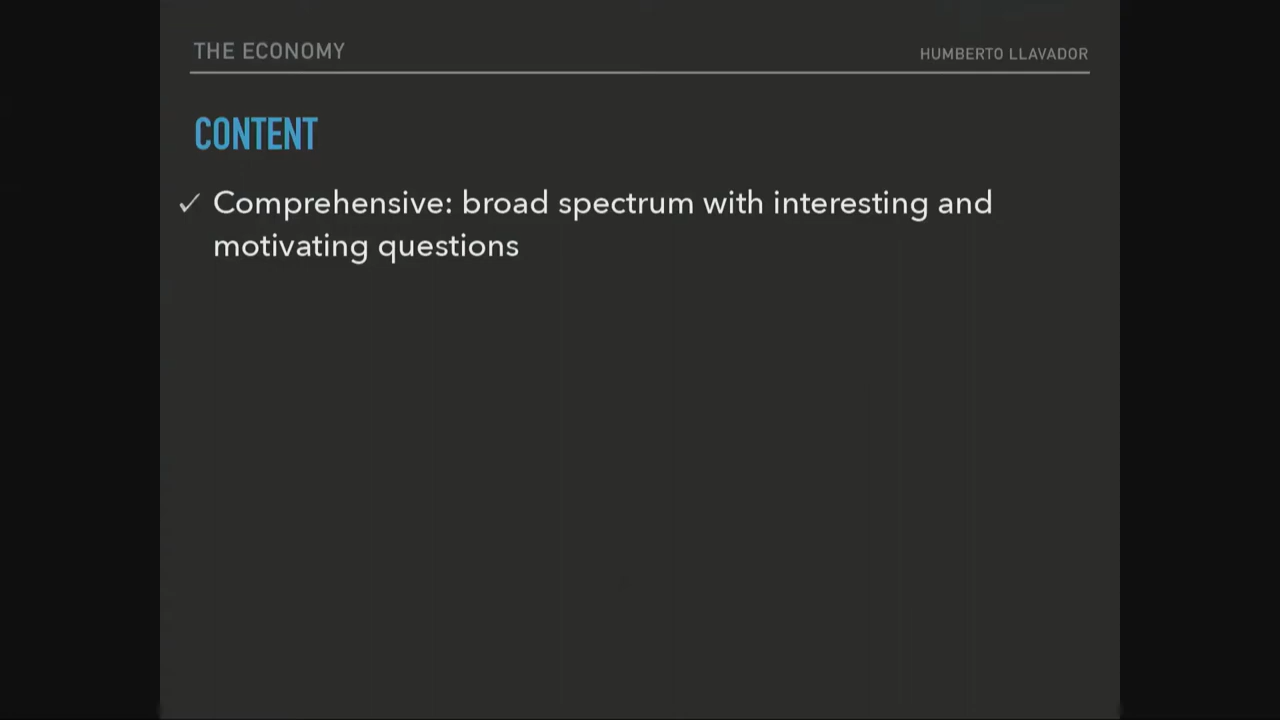 THE ECONOMY
HUMBERTO LLAVADOR
CONTENT
✓ Comprehensive: broad spectrum with interesting and
motivating questions